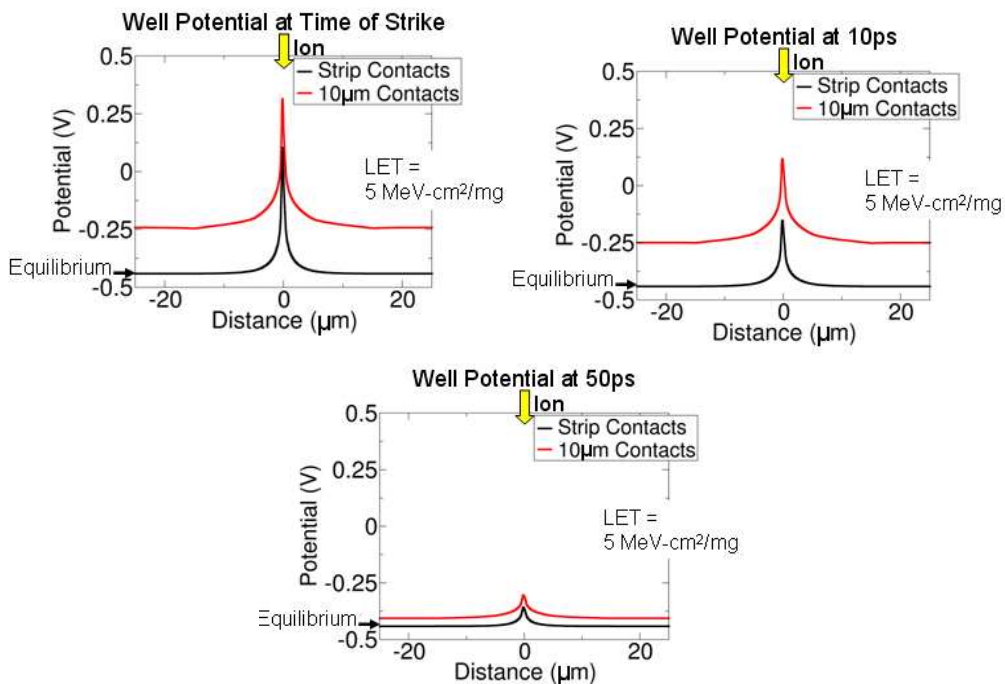 Well Potential at Time of Strike
Ion
Strip Contacts
10µm Contacts
0.5
0.25
0
-0.25
-0.5
Potential (V)
LET =
5 MeV-cm²/mg
Equilibrium
-20
0
20
Distance (µm)
Well Potential at 10ps
Ion
Strip Contacts
10µm Contacts
0.5
0.25
0
-0.25
-0.5
Potential (V)
LET =
5 MeV-cm²/mg
Equilibrium
-20
0
20
Distance (µm)
Well Potential at 50ps
Ion
Strip Contacts
10µm Contacts
0.5
0.25
0
-0.25
-0.5
Potential (V)
LET =
5 MeV-cm²/mg
Equilibrium
-20
0
20
Distance (µm)